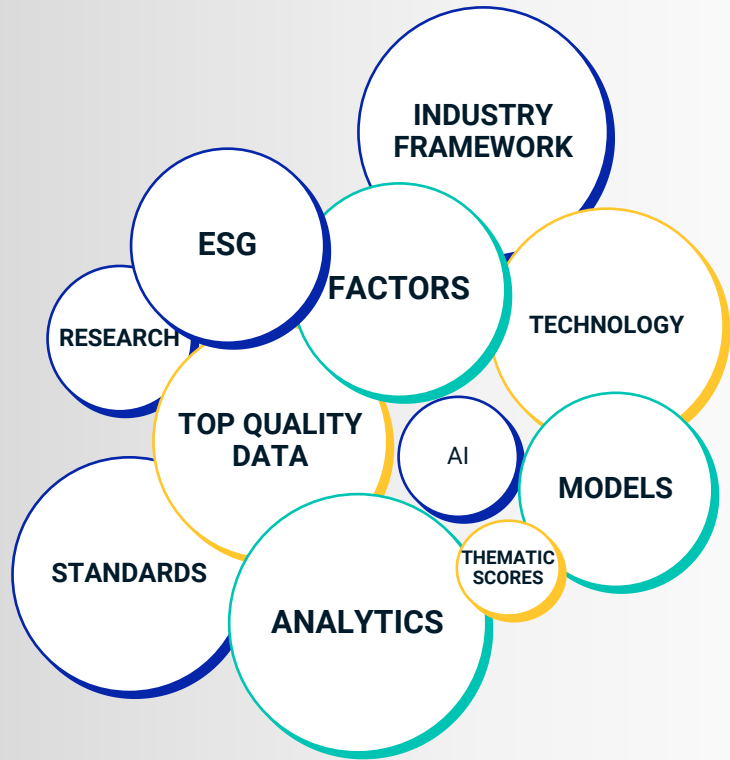 INDUSTRY
FRAMEWORK
ESG
FACTORS
TECHNOLOGY
RESEARCH
TOP QUALITY
DATA
AI
MODELS
THEMATIC
SCORES
STANDARDS
ANALYTICS